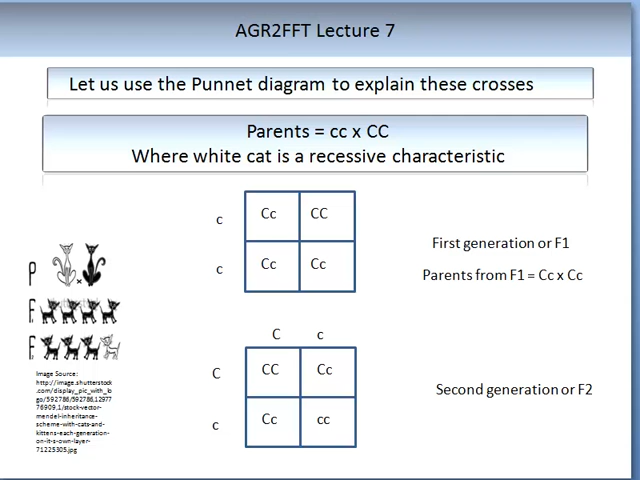 AGR2FFT Lecture 7
Let us use the Punnet diagram to explain these crosses
Parents = cc x CC
Where white cat is a recessive characteristic
c Cc CC
c Cc Cc
First generation or F1
Parents from F1 = Cc x Cc
P x
F
F
C c
C CC Cc
c Cc cc
Second generation or F2
Image Source:
http://image.shutterstock
.com/display_pic_with_lo
go/592786/592786,12977
76909,1/stock-vector-
mendel-inheritance-
scheme-with-cats-and-
kittens-each-generation-
on-it-s-own-layer-
71225305.jpg